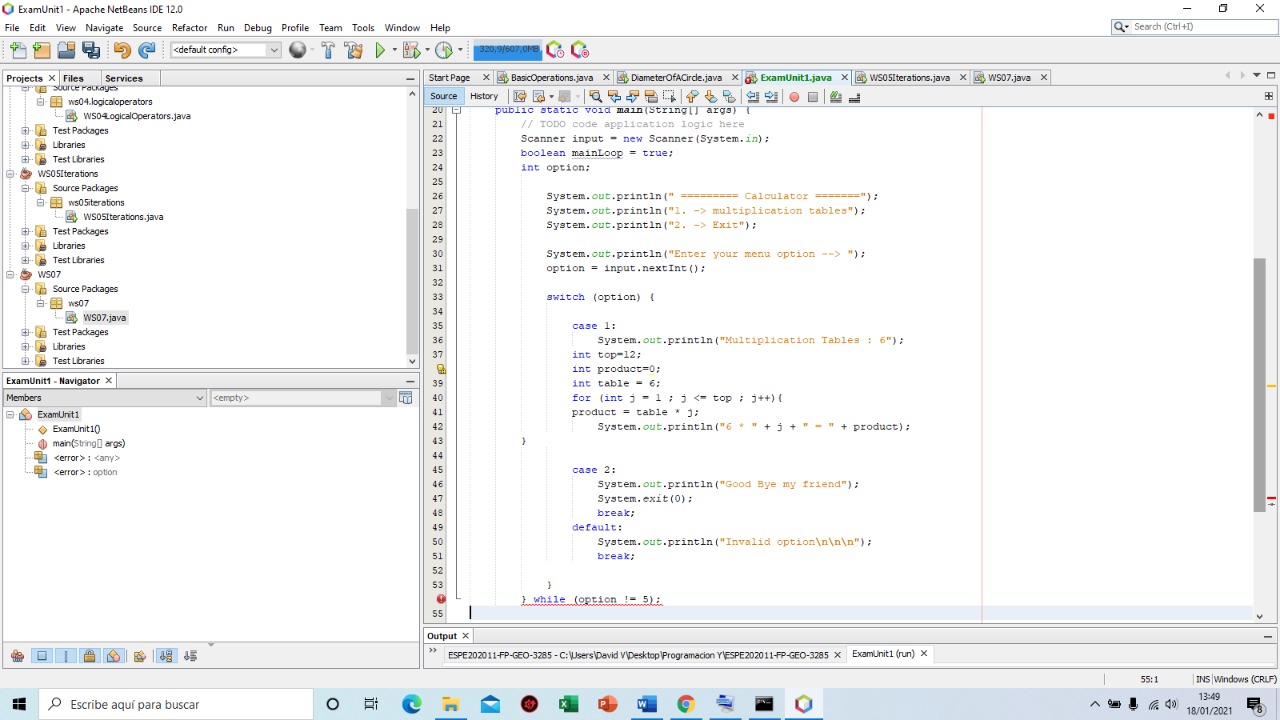 ExamUnit1 - Apache NetBeans IDE 12.0
File Edit View Navigate Source Refactor Run Debug Profile Team Tools Window Help
Search (Ctrl+I)
<default config>
320,9/607,0MB
Projects Files Services
Source Packages
ws04.logicaloperators
WS04LogicalOperators.java
Test Packages
Libraries
Test Libraries
WS05Iterations
Source Packages
ws05iterations
WS05Iterations.java
Test Packages
Libraries
Test Libraries
WS07
Source Packages
ws07
WS07.java
Test Packages
Libraries
Test Libraries
ExamUnit1 - Navigator
Members <empty>
ExamUnit1
ExamUnit1()
main(String[] args)
<error> : <any>
<error> : option
Start Page BasicOperations.java DiameterOfACircle.java ExamUnit1.java WS05Iterations.java WS07.java
Source History
20 public static void main(String[] args) {
21 // TODO code application logic here
22 Scanner input = new Scanner(System.in);
23 boolean mainLoop = true;
24 int option;
25
26 System.out.println(" ========= Calculator =======");
27 System.out.println("1. -> multiplication tables");
28 System.out.println("2. -> Exit");
29
30 System.out.println("Enter your menu option --> ");
31 option = input.nextInt();
32
33 switch (option) {
34
35 case 1:
36 System.out.println("Multiplication Tables : 6");
37 int top=12;
int product=0;
39 int table = 6;
40 for (int j = 1 ; j <= top ; j++){
41 product = table * j;
42 System.out.println("6 * " + j + " = " + product);
43 }
44
45 case 2:
46 System.out.println("Good Bye my friend");
47 System.exit(0);
48 break;
49 default:
50 System.out.println("Invalid option\n\n\n");
51 break;
52
53 }
} while (option != 5);
55
Output
ESPE202011-FP-GEO-3285 - C:\Users\David V\Desktop\Programacion Y\ESPE202011-FP-GEO-3285 ExamUnit1 (run)
55:1 INS Windows (CRLF)
Escribe aquí para buscar
13:49
18/01/2021
8